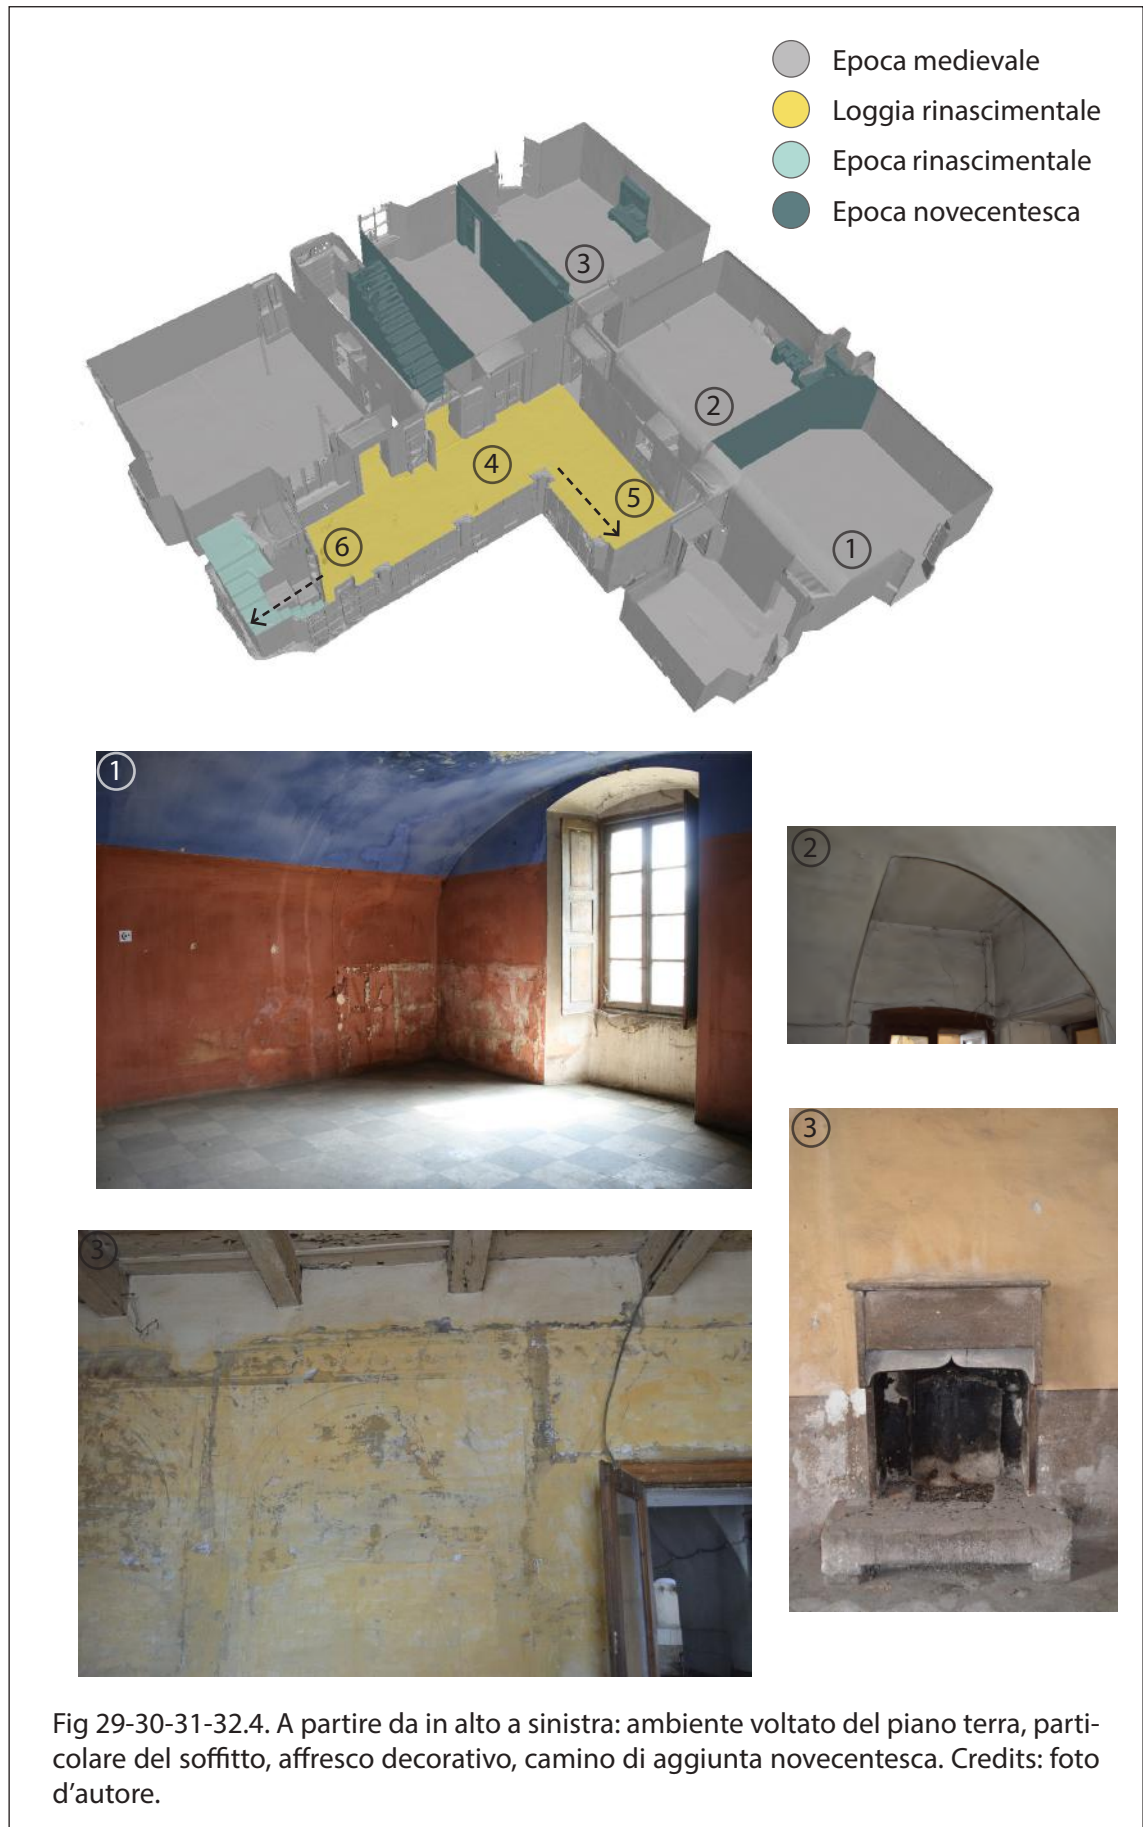 Epoca medievale
Loggia rinascimentale
Epoca rinascimentale
Epoca novecentesca
3
2
4
5
1
6
1
2
3
3
Fig 29-30-31-32.4. A partire da in alto a sinistra: ambiente voltato del piano terra, parti-
colare del soffitto, affresco decorativo, camino di aggiunta novecentesca. Credits: foto
d'autore.